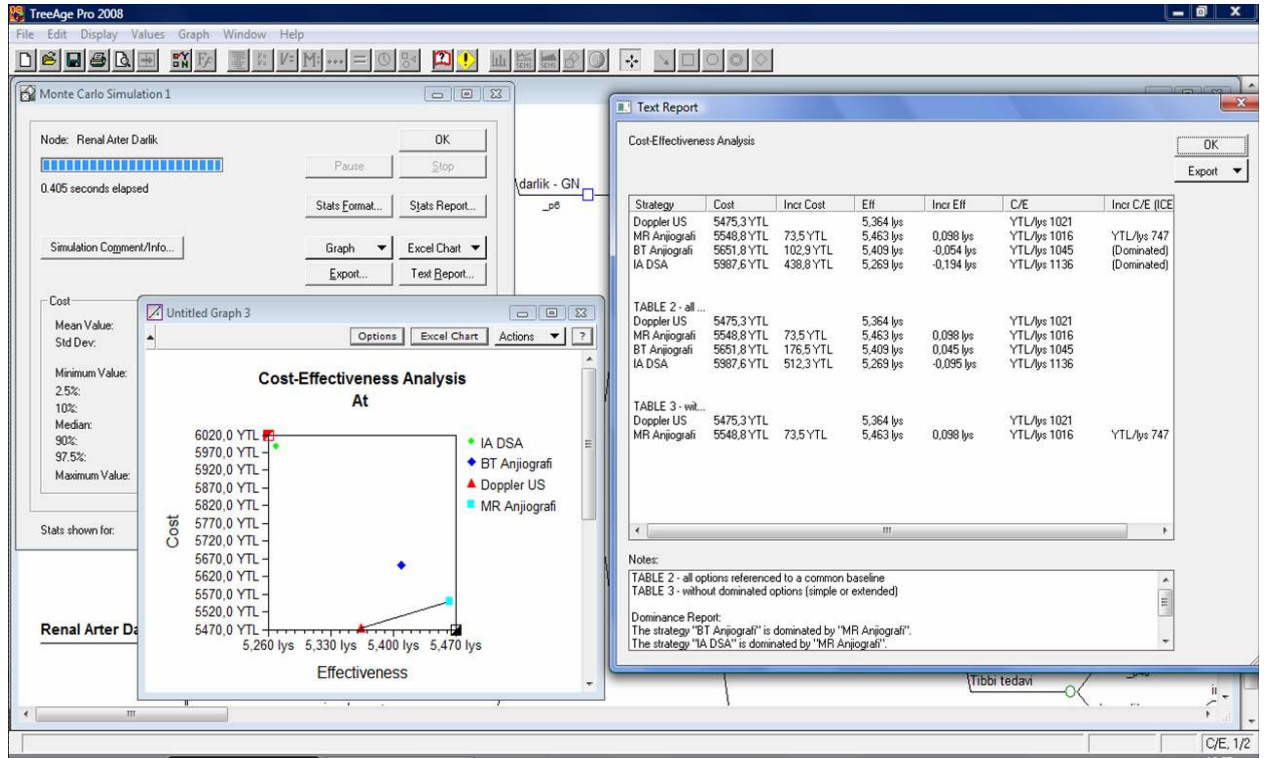 TreeAge Pro 2008
File Edit Display Values Graph Window Help
Monte Carlo Simulation 1
Node: Renal Arter Darlik
OK
Pause
Stop
0.405 seconds elapsed
Stats Format...
Stats Report...
Simulation Comment/Info...
Graph
Excel Chart
Export...
Text Report...
Cost
Mean Value:
Std Dev:
Minimum Value:
2.5%:
10%:
Median:
90%:
97.5%:
Maximum Value:
Stats shown for:
darlik - GN
_p6
Renal Arter Da
Untitled Graph 3
Options
Excel Chart
Actions
?
Cost-Effectiveness Analysis
At
6020,0 YTL
5970,0 YTL
5920,0 YTL
5870,0 YTL
5820,0 YTL
5770,0 YTL
5720,0 YTL
5670,0 YTL
5620,0 YTL
5570,0 YTL
5520,0 YTL
5470,0 YTL
Cost
5,260 lys 5,330 lys 5,400 lys 5,470 lys
Effectiveness
IA DSA
BT Anjiografi
Doppler US
MR Anjiografi
Text Report
Cost-Effectiveness Analysis
OK
Export
Strategy Cost Incr Cost Eff Incr Eff C/E Incr C/E (ICE
Doppler US 5475,3 YTL 5,364 lys YTL/lys 1021
MR Anjiografi 5548,8 YTL 73,5 YTL 5,463 lys 0,098 lys YTL/lys 1016 YTL/lys 747
BT Anjiografi 5651,8 YTL 102,9 YTL 5,409 lys -0,054 lys YTL/lys 1045 (Dominated)
IA DSA 5987,6 YTL 438,8 YTL 5,269 lys -0,194 lys YTL/lys 1136 (Dominated)
TABLE 2 - all ...
Doppler US 5475,3 YTL 5,364 lys YTL/lys 1021
MR Anjiografi 5548,8 YTL 73,5 YTL 5,463 lys 0,098 lys YTL/lys 1016
BT Anjiografi 5651,8 YTL 176,5 YTL 5,409 lys 0,045 lys YTL/lys 1045
IA DSA 5987,6 YTL 512,3 YTL 5,269 lys -0,095 lys YTL/lys 1136
TABLE 3 - wit...
Doppler US 5475,3 YTL 5,364 lys YTL/lys 1021
MR Anjiografi 5548,8 YTL 73,5 YTL 5,463 lys 0,098 lys YTL/lys 1016 YTL/lys 747
Notes:
TABLE 2 - all options referenced to a common baseline
TABLE 3 - without dominated options (simple or extended)
Dominance Report:
The strategy "BT Anjiografi" is dominated by "MR Anjiografi".
The strategy "IA DSA" is dominated by "MR Anjiografi".
Tibbi tedavi
C/E, 1/2